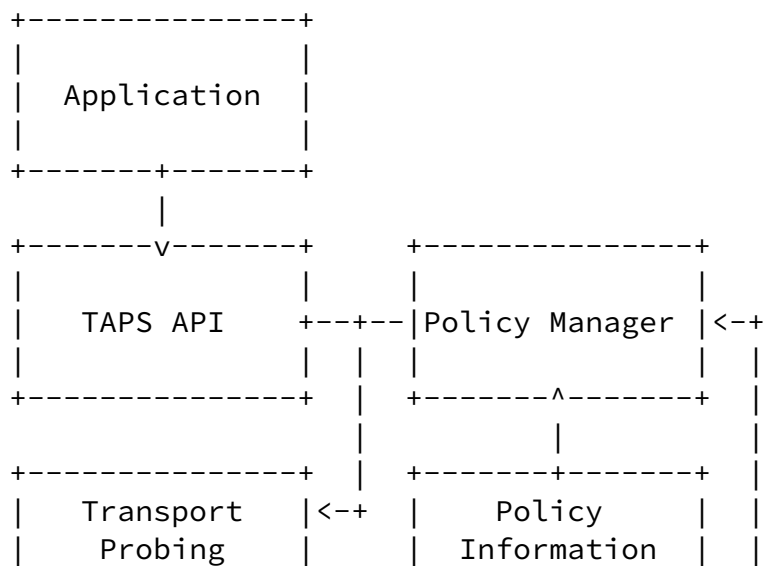 +---------------+
|               |
|  Application  |
|               |
+-------+-------+
        |
+-------v-------+     +---------------+
|               |     |               |
|   TAPS API    +--+--|Policy Manager |<-+
|               |  |  |               |  |
+---------------+  |  +-------^-------+  |
                   |          |          |
+---------------+  |  +-------+-------+  |
|   Transport   |<-+  |    Policy     |  |
|    Probing    |     |  Information  |  |